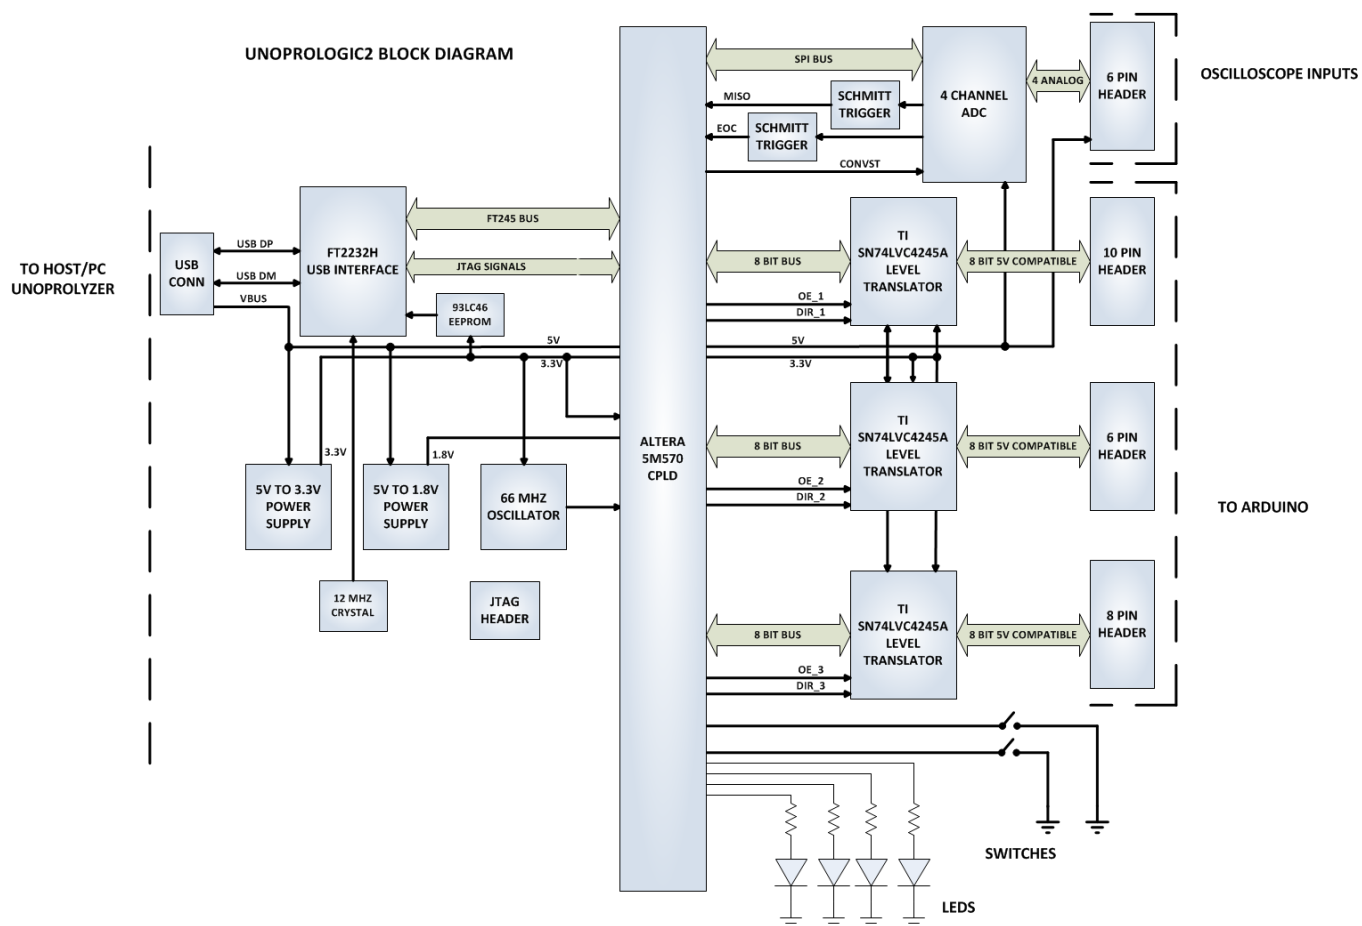 UNOPROLOGIC2 BLOCK DIAGRAM
SPI BUS
MISO
SCHMITT
TRIGGER
EOC
SCHMITT
TRIGGER
CONVST
4 CHANNEL
ADC
4 ANALOG
6 PIN
HEADER
OSCILLOSCOPE INPUTS
TO HOST/PC
UNOPROLYZER
USB
CONN
USB DP
USB DM
VBUS
FT2232H
USB INTERFACE
FT245 BUS
JTAG SIGNALS
93LC46
EEPROM
5V
3.3V
5V
3.3V
8 BIT BUS
OE_1
DIR_1
TI
SN74LVC4245A
LEVEL
TRANSLATOR
8 BIT 5V COMPATIBLE
10 PIN
HEADER
3.3V
1.8V
5V TO 3.3V
POWER
SUPPLY
5V TO 1.8V
POWER
SUPPLY
66 MHZ
OSCILLATOR
12 MHZ
CRYSTAL
JTAG
HEADER
ALTERA
5M570
CPLD
8 BIT BUS
OE_2
DIR_2
TI
SN74LVC4245A
LEVEL
TRANSLATOR
8 BIT 5V COMPATIBLE
6 PIN
HEADER
TO ARDUINO
8 BIT BUS
OE_3
DIR_3
TI
SN74LVC4245A
LEVEL
TRANSLATOR
8 BIT 5V COMPATIBLE
8 PIN
HEADER
SWITCHES
LEDS